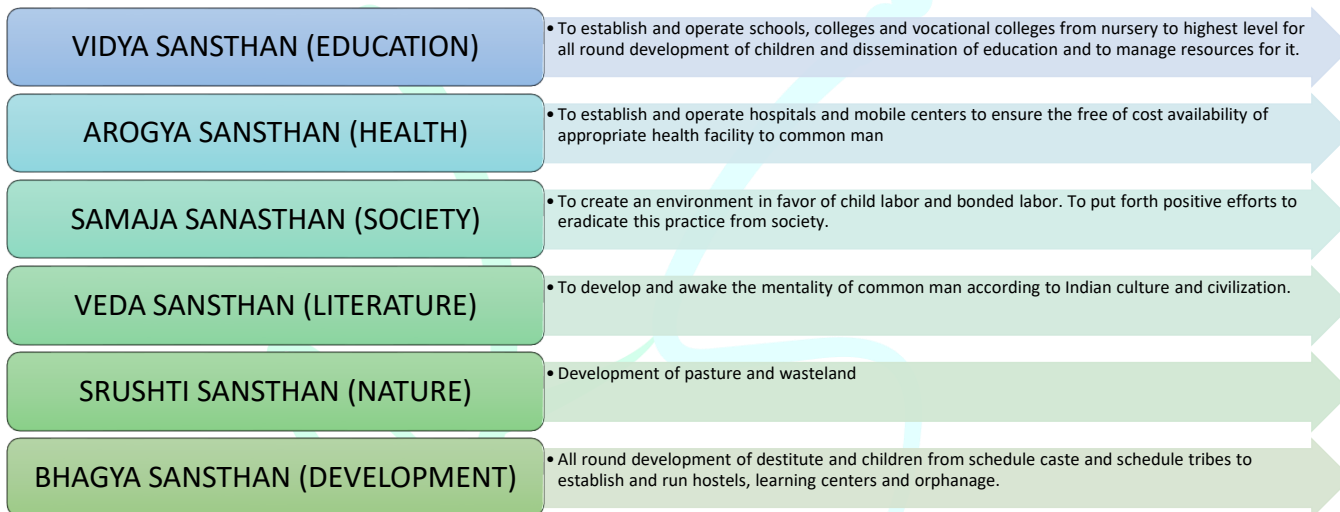 VIDYA SANSTHAN (EDUCATION)
• To establish and operate schools, colleges and vocational colleges from nursery to highest level for
all round development of children and dissemination of education and to manage resources for it.
AROGYA SANSTHAN (HEALTH)
• To establish and operate hospitals and mobile centers to ensure the free of cost availability of
appropriate health facility to common man
SAMAJA SANASTHAN (SOCIETY)
• To create an environment in favor of child labor and bonded labor. To put forth positive efforts to
eradicate this practice from society.
VEDA SANSTHAN (LITERATURE)
• To develop and awake the mentality of common man according to Indian culture and civilization.
SRUSHTI SANSTHAN (NATURE)
• Development of pasture and wasteland
BHAGYA SANSTHAN (DEVELOPMENT)
• All round development of destitute and children from schedule caste and schedule tribes to
establish and run hostels, learning centers and orphanage.